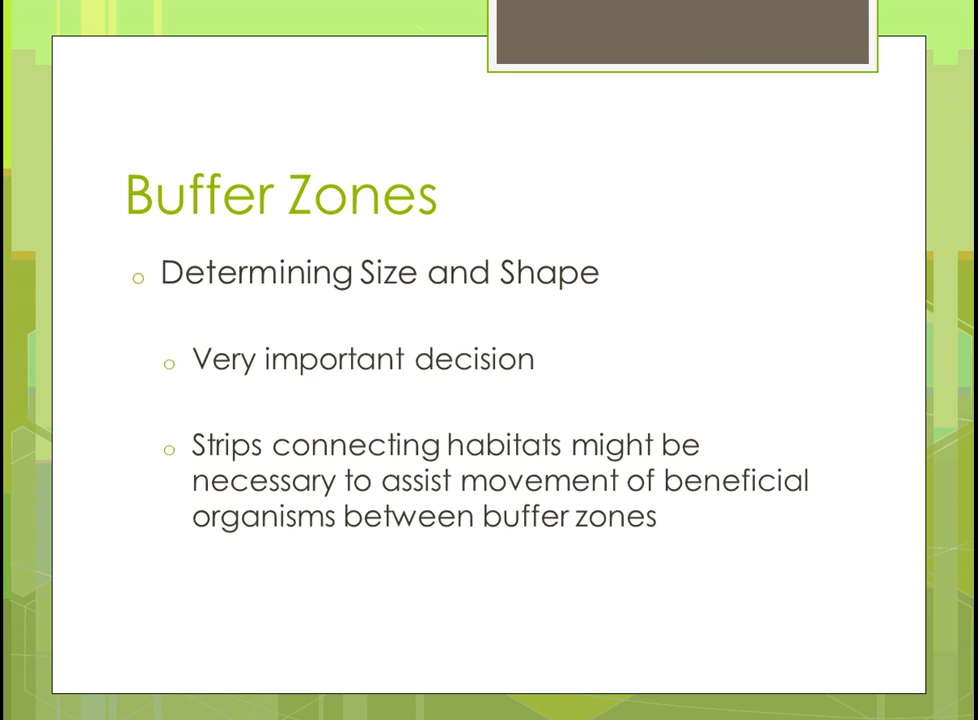 Buffer Zones
o Determining Size and Shape
o Very important decision
o Strips connecting habitats might be
necessary to assist movement of beneficial
organisms between buffer zones